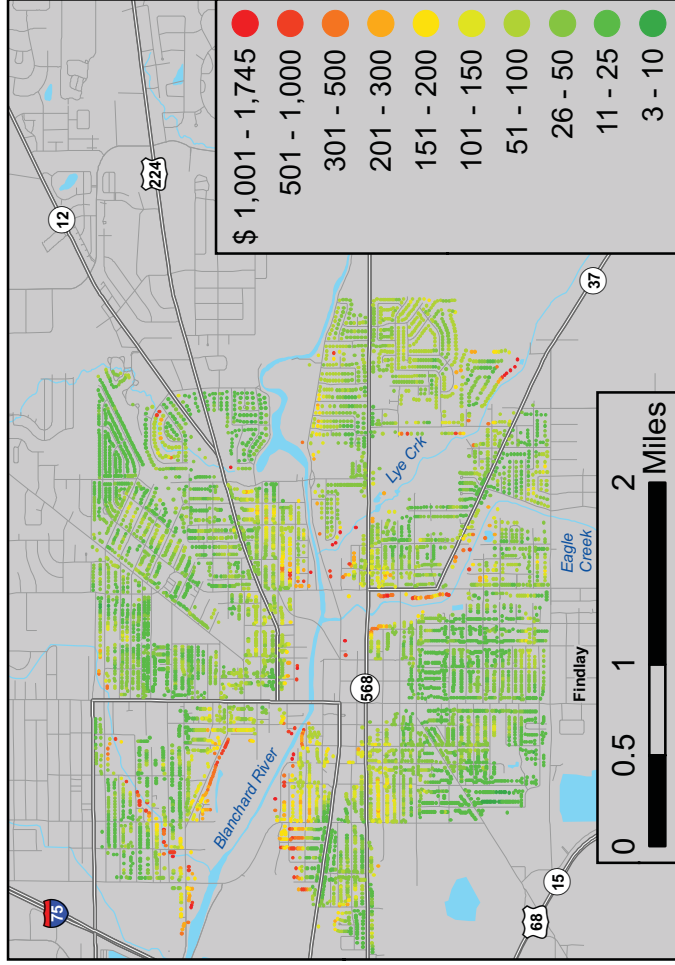 $ 1,001 - 1,745
501 - 1,000
301 - 500
201 - 300
151 - 200
101 - 150
51 - 100
26 - 50
11 - 25
3 - 10
75
12
224
Blanchard River
568
Lye Crk
37
Eagle
Creek
Findlay
68
15
0 0.5 1 2
Miles